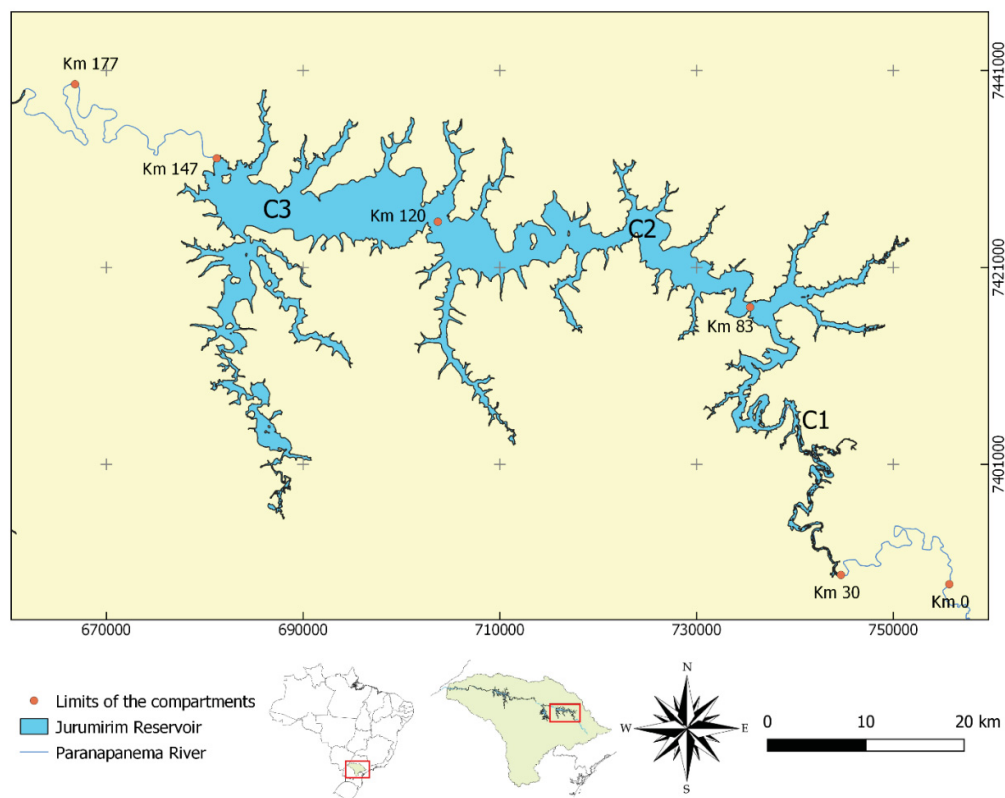 Km 177
7441000
Km 147
C3
Km 120
C2
7421000
Km 83
C1
7401000
Km 30
Km 0
670000
690000
710000
730000
750000
Limits of the compartments
Jurumirim Reservoir
Paranapanema River
N
W
E
S
0
10
20 km